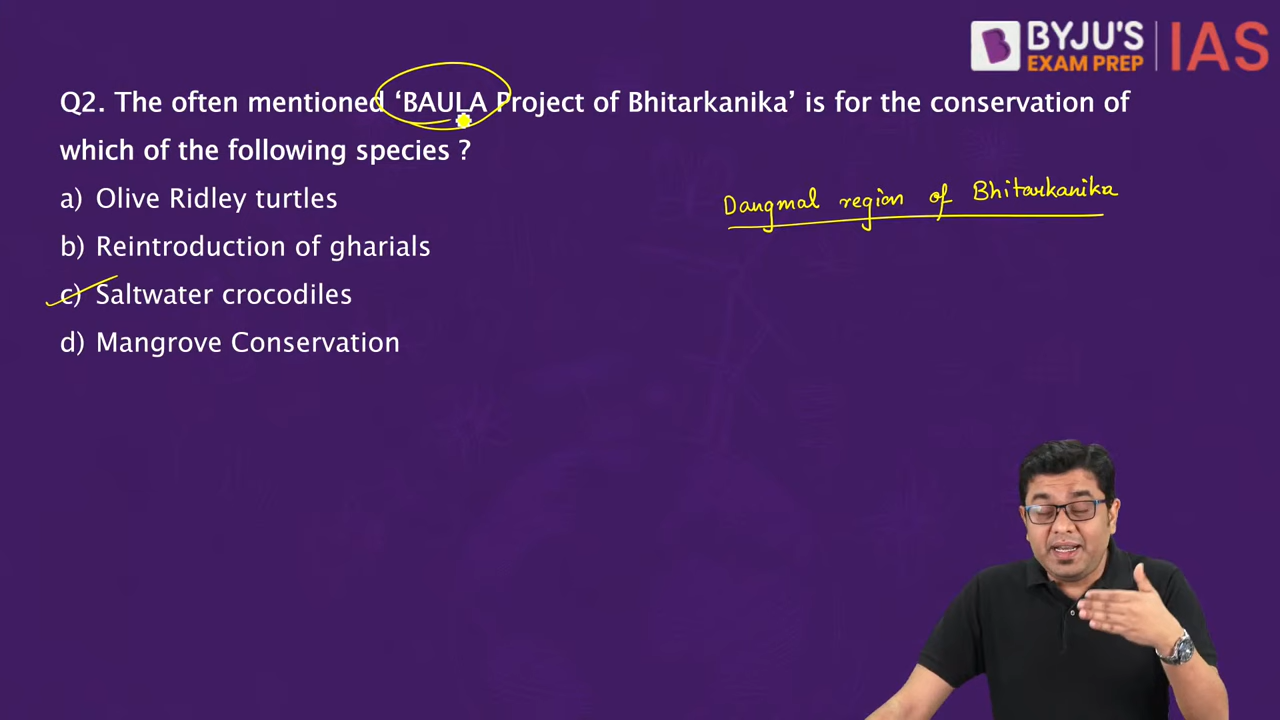 BYJU'S IAS
EXAM PREP
Q2. The often mentioned ‘BAULA Project of Bhitarkanika’ is for the conservation of
which of the following species ?
a) Olive Ridley turtles
Dangmal region of Bhitarkanika
b) Reintroduction of gharials
c) Saltwater crocodiles
d) Mangrove Conservation